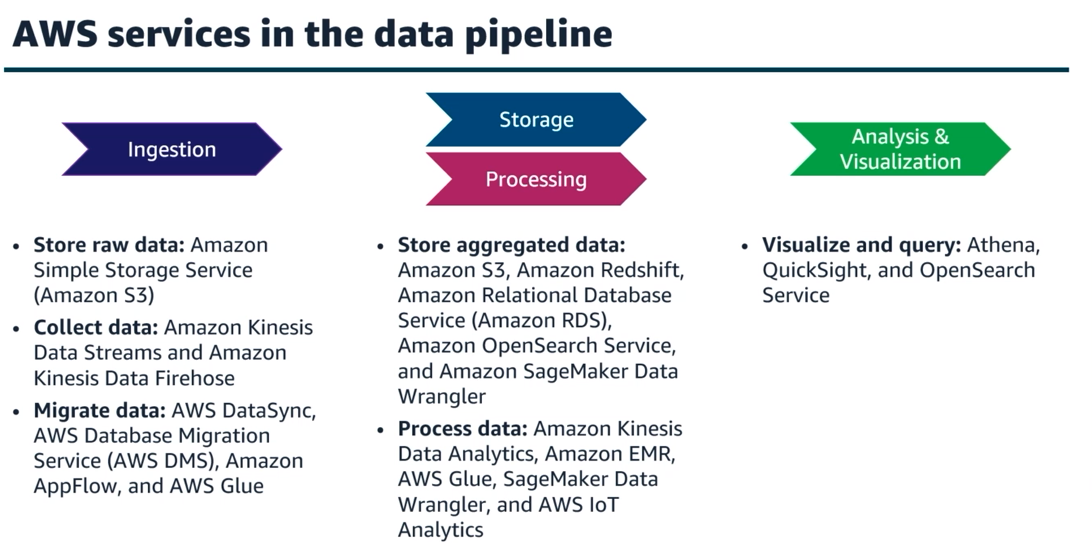 AWS services in the data pipeline
Ingestion
Storage
Processing
Analysis &
Visualization
• Store raw data: Amazon
Simple Storage Service
(Amazon S3)
• Collect data: Amazon Kinesis
Data Streams and Amazon
Kinesis Data Firehose
• Migrate data: AWS DataSync,
AWS Database Migration
Service (AWS DMS), Amazon
AppFlow, and AWS Glue
• Store aggregated data:
Amazon S3, Amazon Redshift,
Amazon Relational Database
Service (Amazon RDS),
Amazon OpenSearch Service,
and Amazon SageMaker Data
Wrangler
• Process data: Amazon Kinesis
Data Analytics, Amazon EMR,
AWS Glue, SageMaker Data
Wrangler, and AWS IoT
Analytics
• Visualize and query: Athena,
QuickSight, and OpenSearch
Service